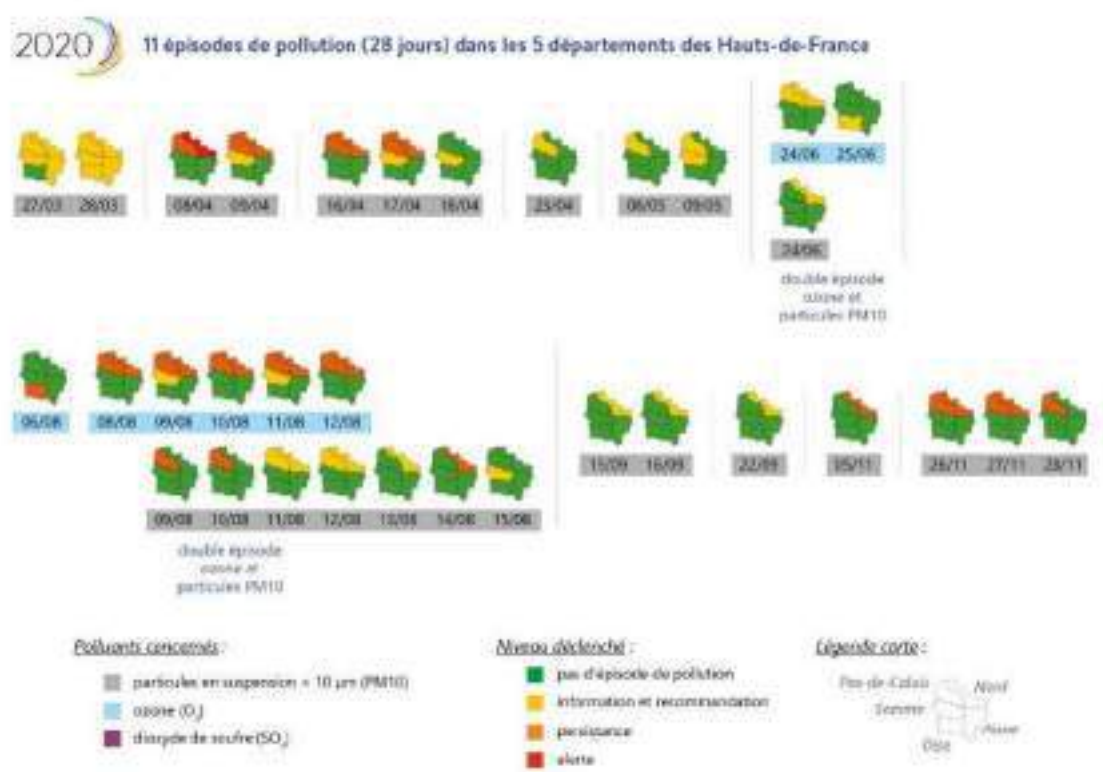 2020
11 épisodes de pollution (28 jours) dans les 5 départements des Hauts-de-France
27/03 28/03
08/04 09/04
16/04 17/04 18/04
23/04
08/05 09/05
24/06 25/06
24/06
double épisode
ozone et
particules PM10
06/08
08/08 09/08 10/08 11/08 12/08
09/08 10/08 11/08 12/08 13/08 14/08 15/08
double épisode
ozone et
particules PM10
15/09 16/09
22/09
05/11
26/11 27/11 28/11
Polluants concernés :
particules en suspension < 10 µm (PM10)
ozone (O₃)
dioxyde de soufre (SO₂)
Niveau déclenché :
pas d'épisode de pollution
information et recommandation
persistance
alerte
Légende carte :
Pas-de-Calais
Nord
Somme
Aisne
Oise